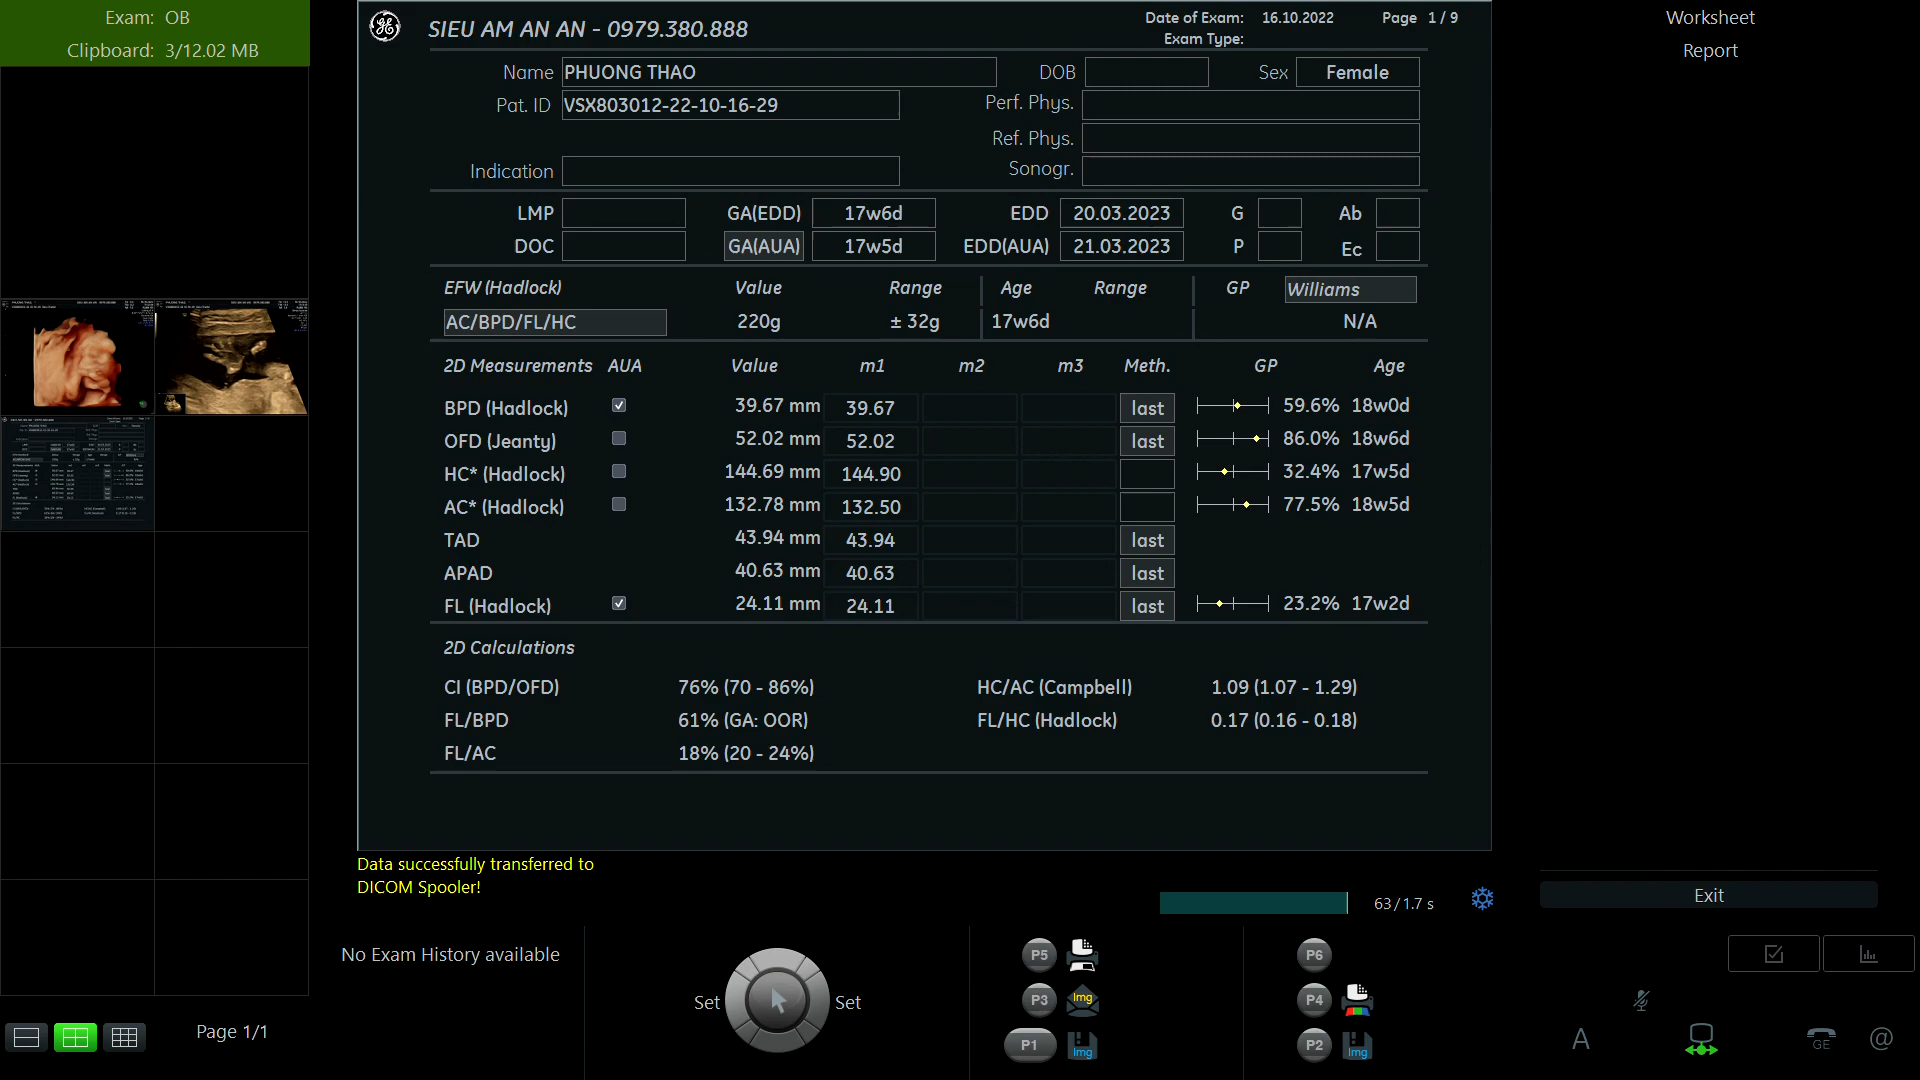 Exam: OB
Clipboard: 3/12.02 MB
SIEU AM AN AN - 0979.380.888
Date of Exam: 16.10.2022 Page 1 / 9
Exam Type:
Name PHUONG THAO DOB Sex Female
Pat. ID VSX803012-22-10-16-29 Perf. Phys.
Ref. Phys.
Indication Sonogr.
LMP GA(EDD) 17w6d EDD 20.03.2023 G Ab
DOC GA(AUA) 17w5d EDD(AUA) 21.03.2023 P Ec
EFW (Hadlock) Value Range Age Range GP Williams
AC/BPD/FL/HC 220g ± 32g 17w6d N/A
2D Measurements AUA Value m1 m2 m3 Meth. GP Age
BPD (Hadlock) 39.67 mm 39.67 last 59.6% 18w0d
OFD (Jeanty) 52.02 mm 52.02 last 86.0% 18w6d
HC* (Hadlock) 144.69 mm 144.90 32.4% 17w5d
AC* (Hadlock) 132.78 mm 132.50 77.5% 18w5d
TAD 43.94 mm 43.94 last
APAD 40.63 mm 40.63 last
FL (Hadlock) 24.11 mm 24.11 last 23.2% 17w2d
2D Calculations
CI (BPD/OFD) 76% (70 - 86%) HC/AC (Campbell) 1.09 (1.07 - 1.29)
FL/BPD 61% (GA: OOR) FL/HC (Hadlock) 0.17 (0.16 - 0.18)
FL/AC 18% (20 - 24%)
Data successfully transferred to
DICOM Spooler!
63/1.7 s
Worksheet
Report
Exit
No Exam History available
Set Set
P5
P3 Img
P1 Img
P6
P4
P2 Img
Page 1/1
A GE @